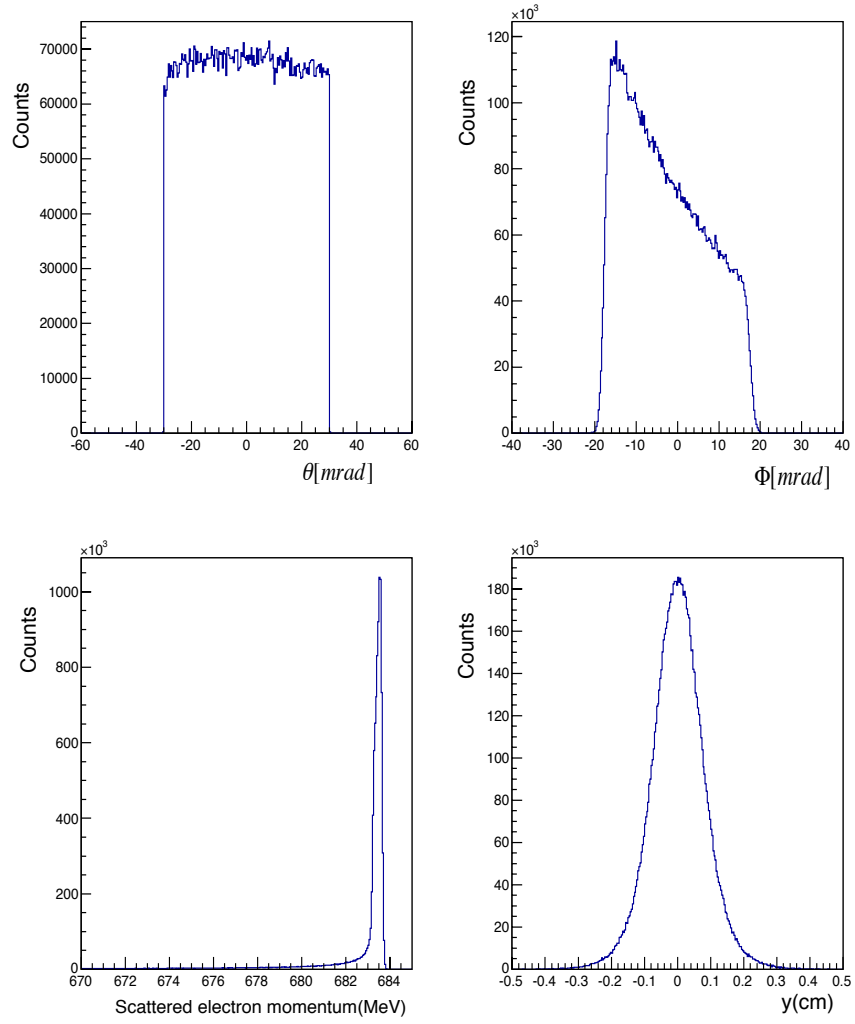 70000
60000
50000
40000
30000
20000
10000
0
Counts
-60 -40 -20 0 20 40 60
θ[mrad]
×10³
120
100
80
60
40
20
0
Counts
-40 -30 -20 -10 0 10 20 30 40
Φ[mrad]
×10³
1000
800
600
400
200
0
Counts
670 672 674 676 678 680 682 684
Scattered electron momentum(MeV)
×10³
180
160
140
120
100
80
60
40
20
0
Counts
-0.5 -0.4 -0.3 -0.2 -0.1 0 0.1 0.2 0.3 0.4 0.5
y(cm)